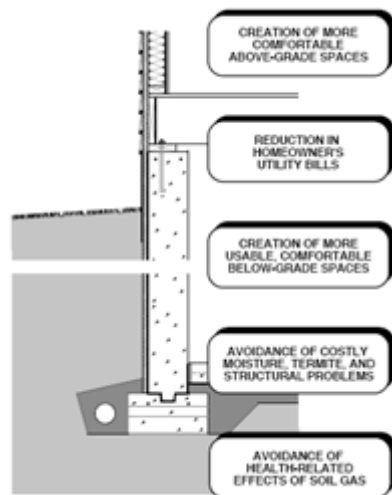 CREATION OF MORE
COMFORTABLE
ABOVE-GRADE SPACES
REDUCTION IN
HOMEOWNER'S
UTILITY BILLS
CREATION OF MORE
USABLE, COMFORTABLE
BELOW-GRADE SPACES
AVOIDANCE OF COSTLY
MOISTURE, TERMITE, AND
STRUCTURAL PROBLEMS
AVOIDANCE OF
HEALTH-RELATED
EFFECTS OF SOIL GAS